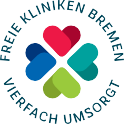 FREIE KLINIKEN BREMEN
VIERFACH UMSORGT